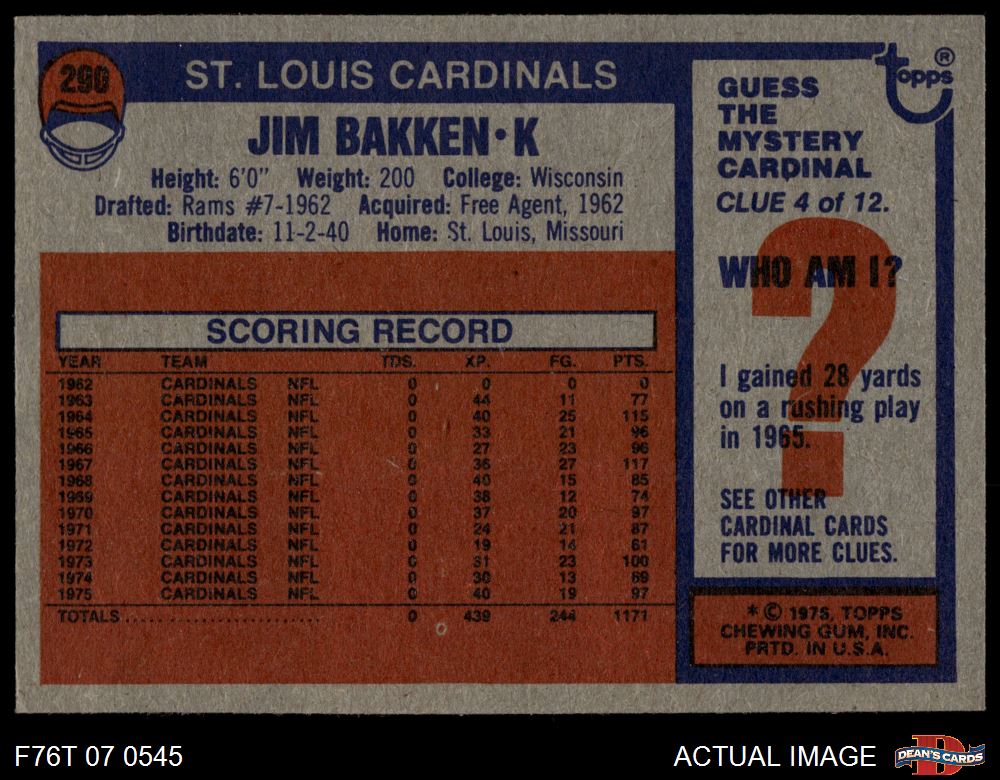 290
ST. LOUIS CARDINALS
JIM BAKKEN • K
Height: 6'0" Weight: 200 College: Wisconsin
Drafted: Rams #7-1962 Acquired: Free Agent, 1962
Birthdate: 11-2-40 Home: St. Louis, Missouri
SCORING RECORD
YEAR TEAM TDS. XP. FG. PTS.
1962 CARDINALS NFL 0 0 0 0
1963 CARDINALS NFL 0 44 11 77
1964 CARDINALS NFL 0 40 25 115
1965 CARDINALS NFL 0 33 21 96
1966 CARDINALS NFL 0 27 23 96
1967 CARDINALS NFL 0 36 27 117
1968 CARDINALS NFL 0 40 15 85
1969 CARDINALS NFL 0 38 12 74
1970 CARDINALS NFL 0 37 20 97
1971 CARDINALS NFL 0 24 21 87
1972 CARDINALS NFL 0 19 14 61
1973 CARDINALS NFL 0 31 23 100
1974 CARDINALS NFL 0 30 13 69
1975 CARDINALS NFL 0 40 19 97
TOTALS........................ 0 439 244 1171
topps ®
GUESS
THE
MYSTERY
CARDINAL
CLUE 4 of 12.
WHO AM I?
?
I gained 28 yards
on a rushing play
in 1965.
SEE OTHER
CARDINAL CARDS
FOR MORE CLUES.
* © 1975, TOPPS
CHEWING GUM, INC.
PRTD. IN U.S.A.
F76T 07 0545
ACTUAL IMAGE
D
DEAN'S CARDS